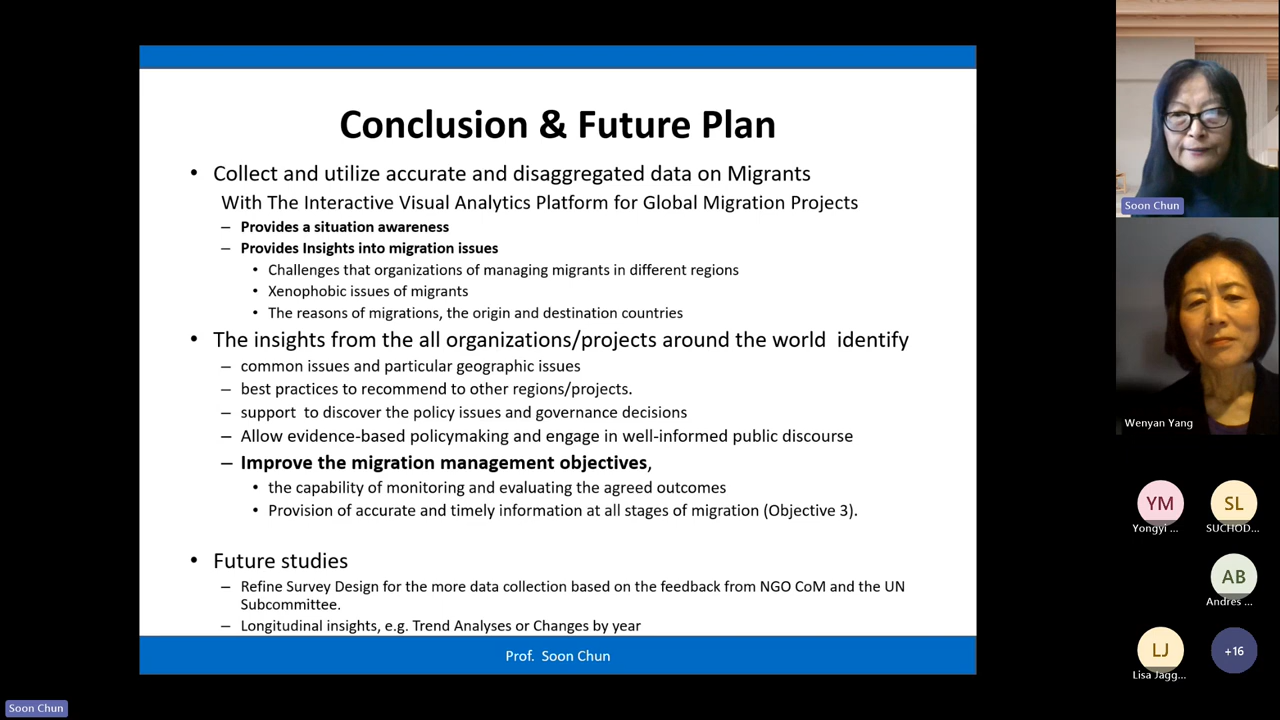 Conclusion & Future Plan
• Collect and utilize accurate and disaggregated data on Migrants
With The Interactive Visual Analytics Platform for Global Migration Projects
– Provides a situation awareness
– Provides Insights into migration issues
• Challenges that organizations of managing migrants in different regions
• Xenophobic issues of migrants
• The reasons of migrations, the origin and destination countries
• The insights from the all organizations/projects around the world  identify
– common issues and particular geographic issues
– best practices to recommend to other regions/projects.
– support  to discover the policy issues and governance decisions
– Allow evidence-based policymaking and engage in well-informed public discourse
– Improve the migration management objectives,
• the capability of monitoring and evaluating the agreed outcomes
• Provision of accurate and timely information at all stages of migration (Objective 3).
• Future studies
– Refine Survey Design for the more data collection based on the feedback from NGO CoM and the UN
Subcommittee.
– Longitudinal insights, e.g. Trend Analyses or Changes by year
Prof.  Soon Chun
Soon Chun
Soon Chun
Wenyan Yang
YM
Yongyi ...
SL
SUCHOD...
AB
Andres ...
LJ
Lisa Jagg...
+16